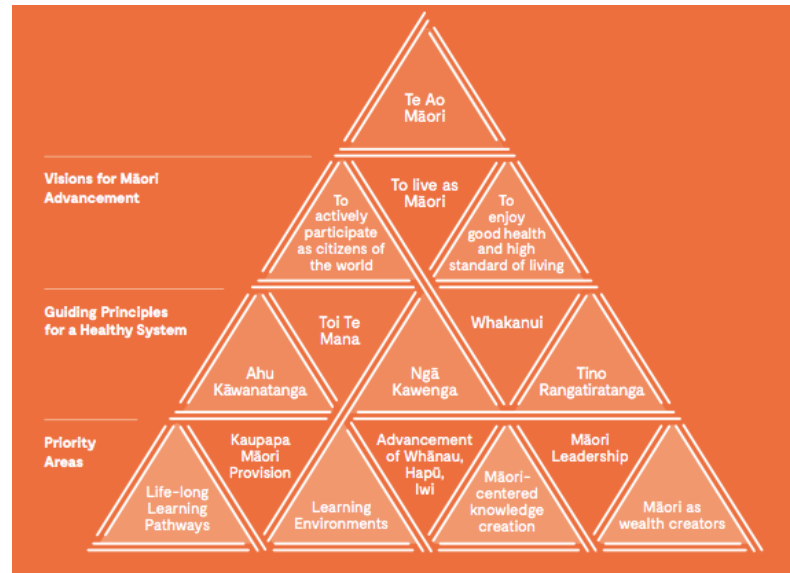 Te Ao
Māori
Visions for Māori
Advancement
To
actively
participate
as citizens of
the world
To live as
Māori
To
enjoy
good health
and high
standard of living
Guiding Principles
for a Healthy System
Ahu
Kāwanatanga
Toi Te
Mana
Ngā
Kawenga
Whakanui
Tino
Rangatiratanga
Priority
Areas
Life-long
Learning
Pathways
Kaupapa
Māori
Provision
Learning
Environments
Advancement
of Whānau,
Hapū,
Iwi
Māori-
centered
knowledge
creation
Māori
Leadership
Māori as
wealth creators